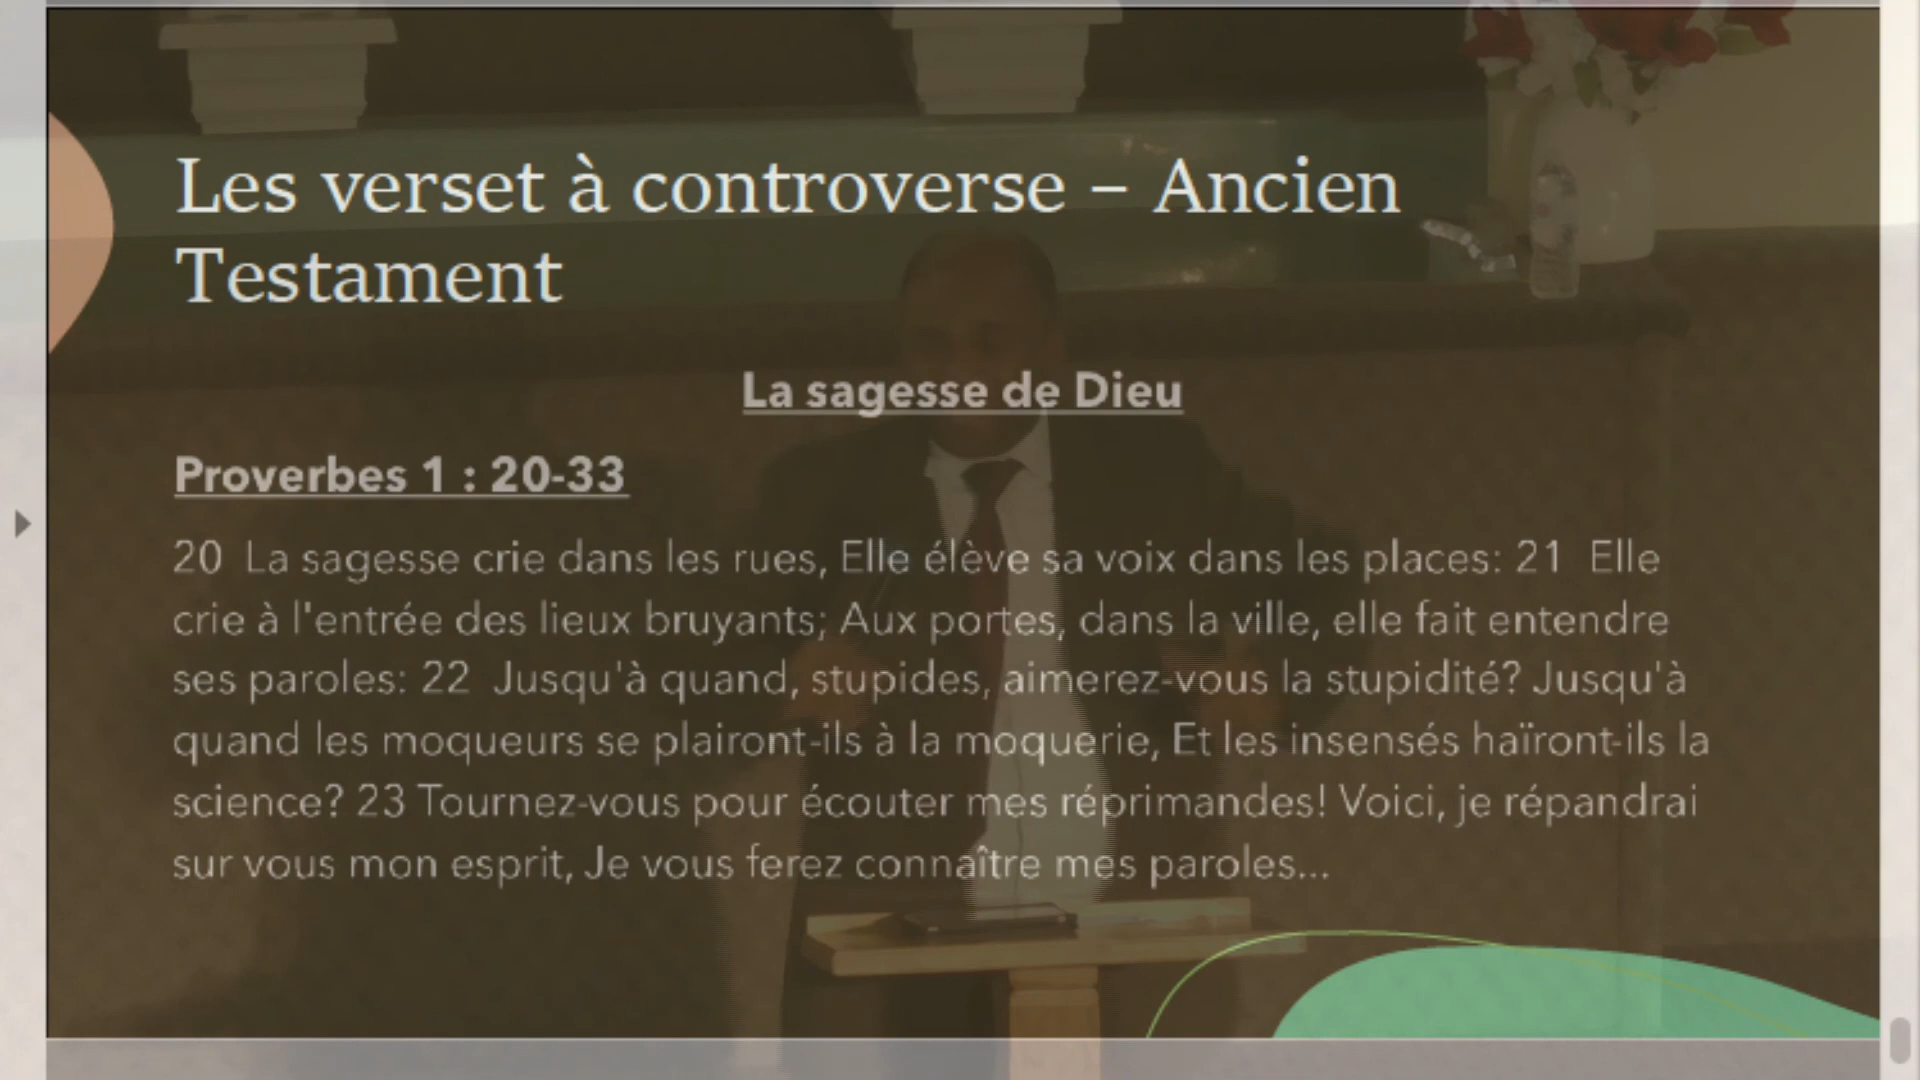 Les verset à controverse – Ancien
Testament
La sagesse de Dieu
Proverbes 1 : 20-33
20 La sagesse crie dans les rues, Elle élève sa voix dans les places: 21 Elle
crie à l'entrée des lieux bruyants; Aux portes, dans la ville, elle fait entendre
ses paroles: 22 Jusqu'à quand, stupides, aimerez-vous la stupidité? Jusqu'à
quand les moqueurs se plairont-ils à la moquerie, Et les insensés haïront-ils la
science? 23 Tournez-vous pour écouter mes réprimandes! Voici, je répandrai
sur vous mon esprit, Je vous ferez connaître mes paroles...